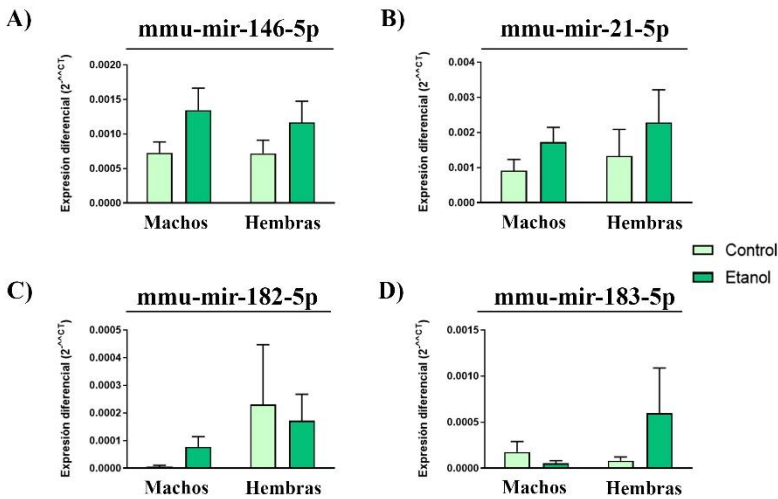 A)
mmu-mir-146-5p
Expresión diferencial (2-^^CT)
0.0020
0.0015
0.0010
0.0005
0.0000
Machos
Hembras
B)
mmu-mir-21-5p
Expresión diferencial (2-^^CT)
0.004
0.003
0.002
0.001
0.000
Machos
Hembras
Control
Etanol
C)
mmu-mir-182-5p
Expresión diferencial (2-^^CT)
0.0005
0.0004
0.0003
0.0002
0.0001
0.0000
Machos
Hembras
D)
mmu-mir-183-5p
Expresión diferencial (2-^^CT)
0.0015
0.0010
0.0005
0.0000
Machos
Hembras